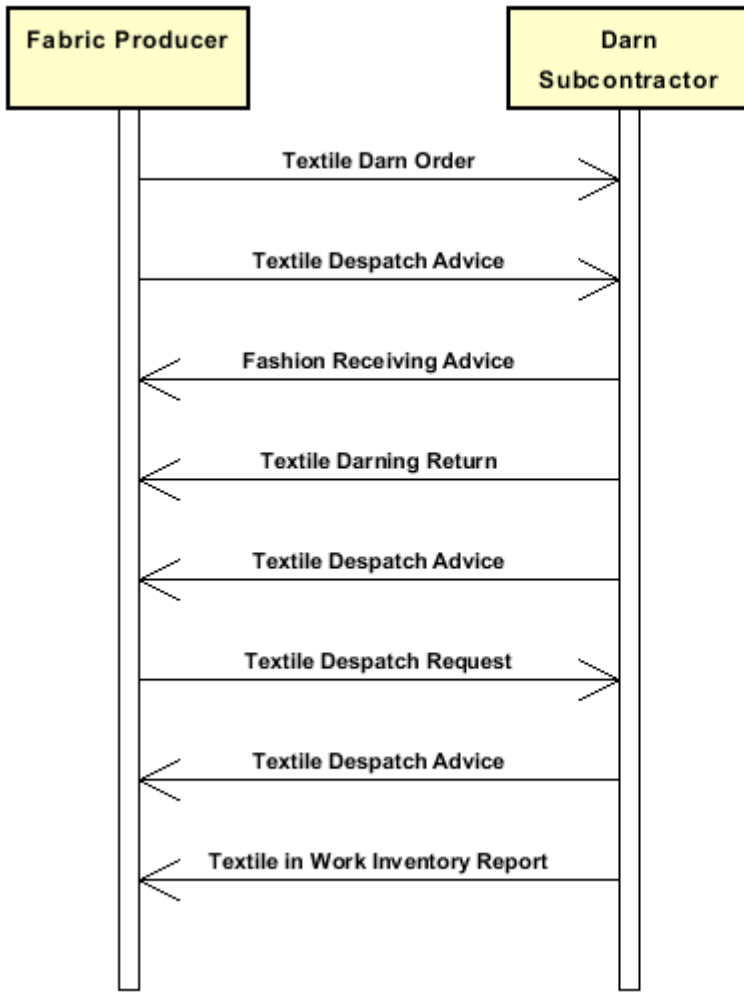 Fabric Producer
Darn
Subcontractor
Textile Darn Order
Textile Despatch Advice
Fashion Receiving Advice
Textile Darning Return
Textile Despatch Advice
Textile Despatch Request
Textile Despatch Advice
Textile in Work Inventory Report